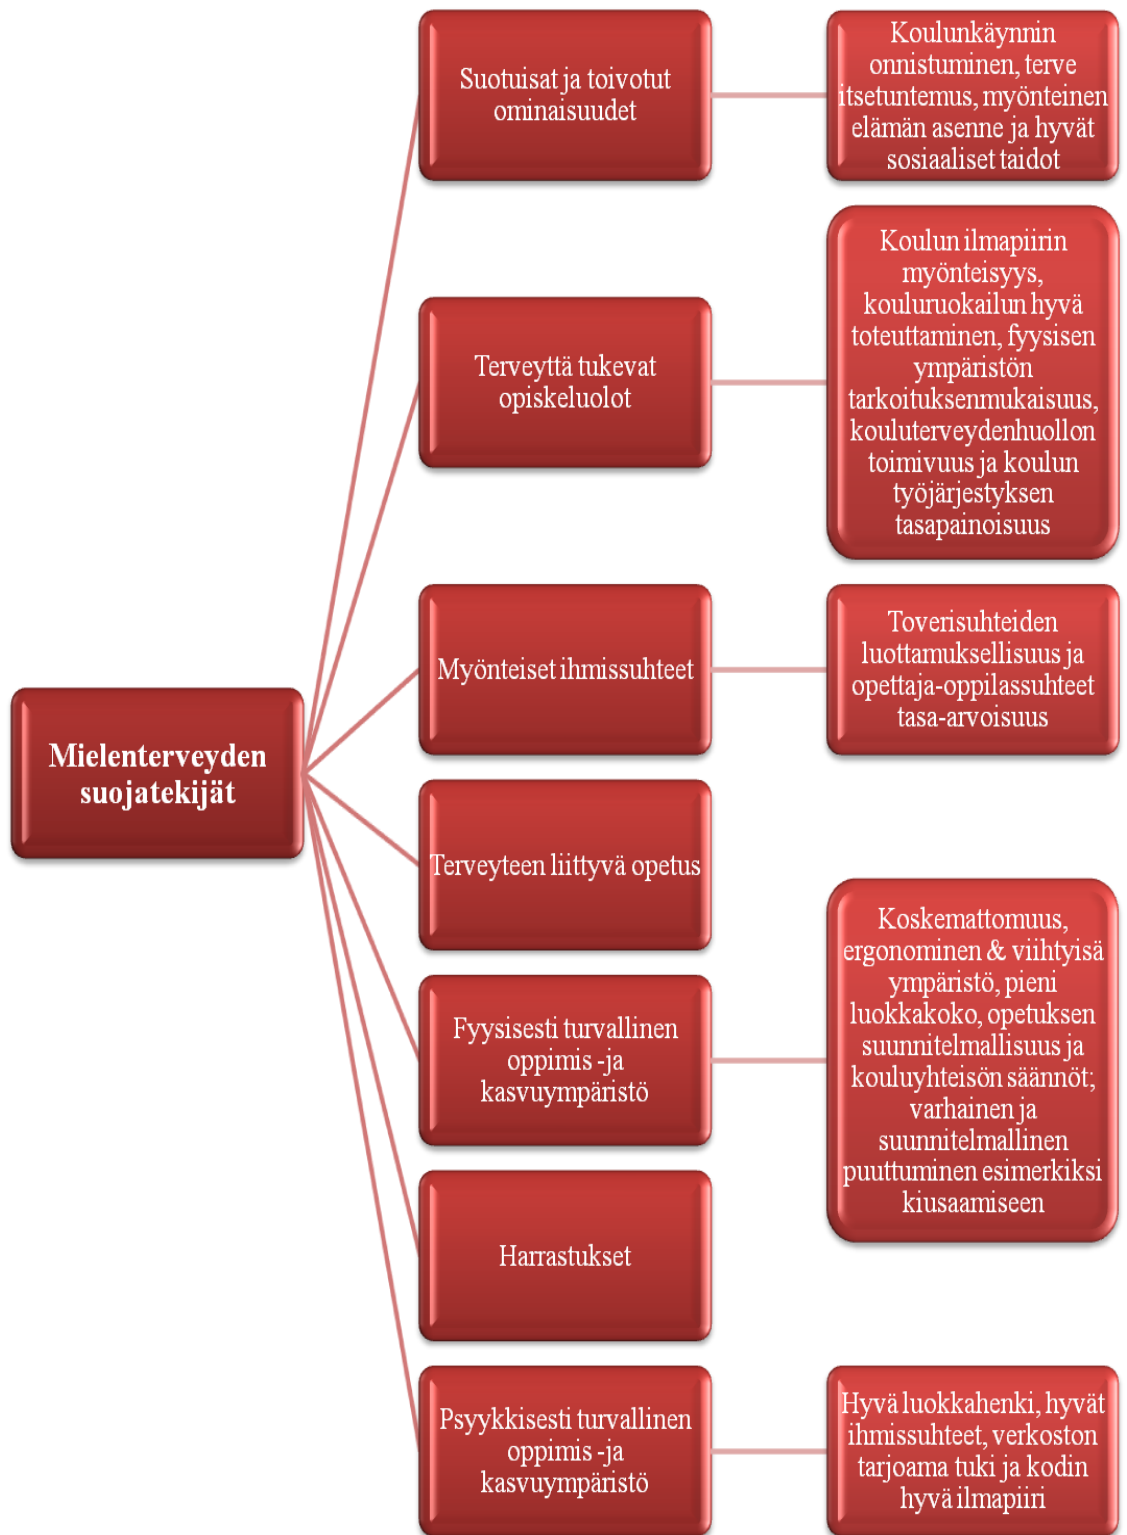 Mielenterveyden
suojatekijät
Suotuisat ja toivotut
ominaisuudet
Koulunkäynnin
onnistuminen, terve
itsetuntemus, myönteinen
elämän asenne ja hyvät
sosiaaliset taidot
Terveyttä tukevat
opiskeluolot
Koulun ilmapiirin
myönteisyys,
kouluruokailun hyvä
toteuttaminen, fyysisen
ympäristön
tarkoituksenmukaisuus,
kouluterveydenhuollon
toimivuus ja koulun
työjärjestyksen
tasapainoisuus
Myönteiset ihmissuhteet
Toverisuhteiden
luottamuksellisuus ja
opettaja-oppilassuhteet
tasa-arvoisuus
Terveyteen liittyvä opetus
Fyysisesti turvallinen
oppimis -ja
kasvuympäristö
Koskemattomuus,
ergonominen & viihtyisä
ympäristö, pieni
luokkakoko, opetuksen
suunnitelmallisuus ja
kouluyhteisön säännöt;
varhainen ja
suunnitelmallinen
puuttuminen esimerkiksi
kiusaamiseen
Harrastukset
Psyykkisesti turvallinen
oppimis -ja
kasvuympäristö
Hyvä luokkahenki, hyvät
ihmissuhteet, verkoston
tarjoama tuki ja kodin
hyvä ilmapiiri